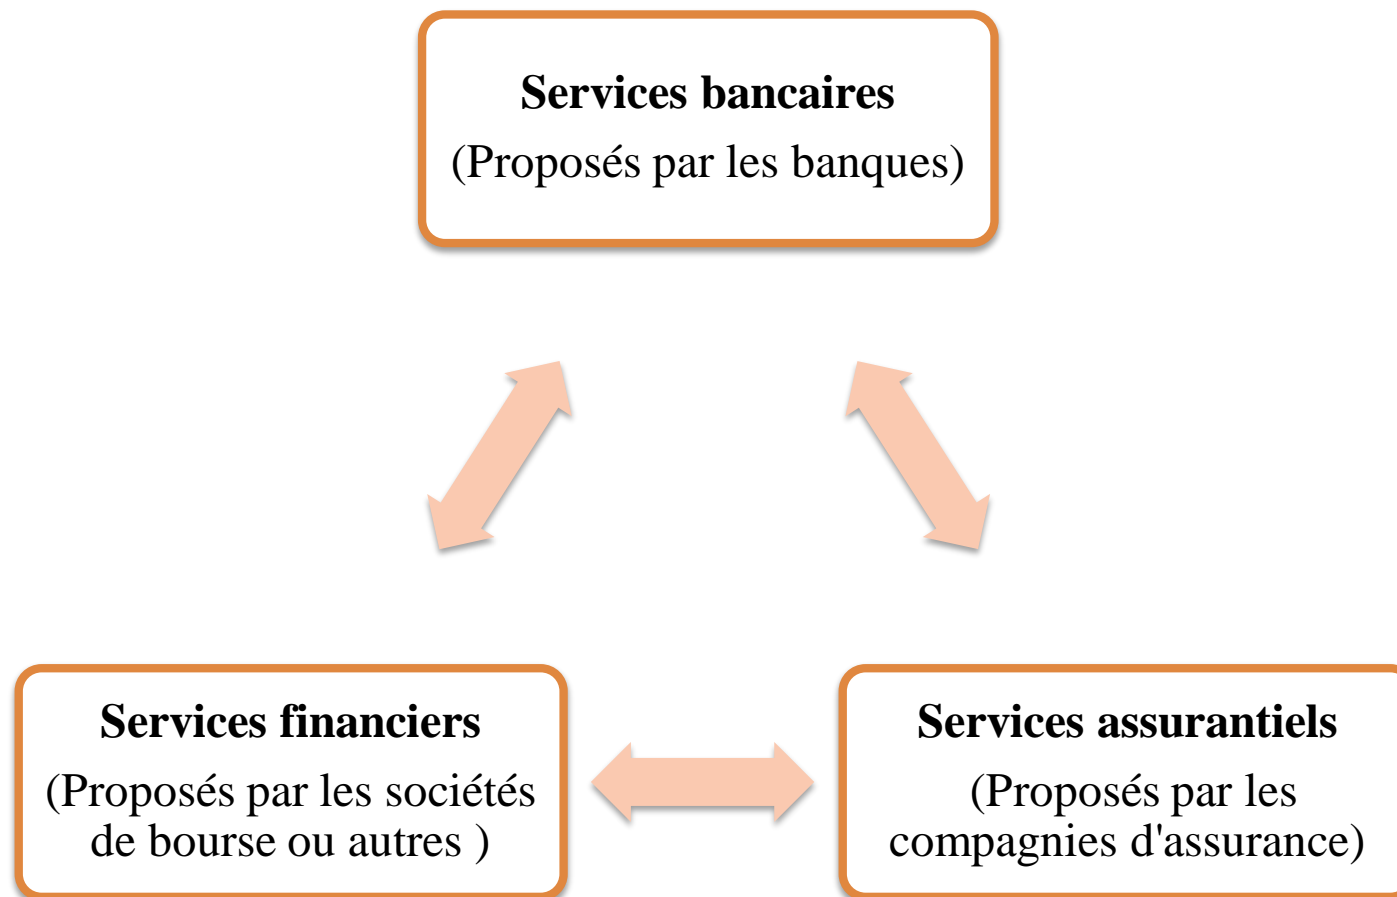 Services bancaires
(Proposés par les banques)
Services financiers
(Proposés par les sociétés
de bourse ou autres )
Services assurantiels
(Proposés par les
compagnies d'assurance)